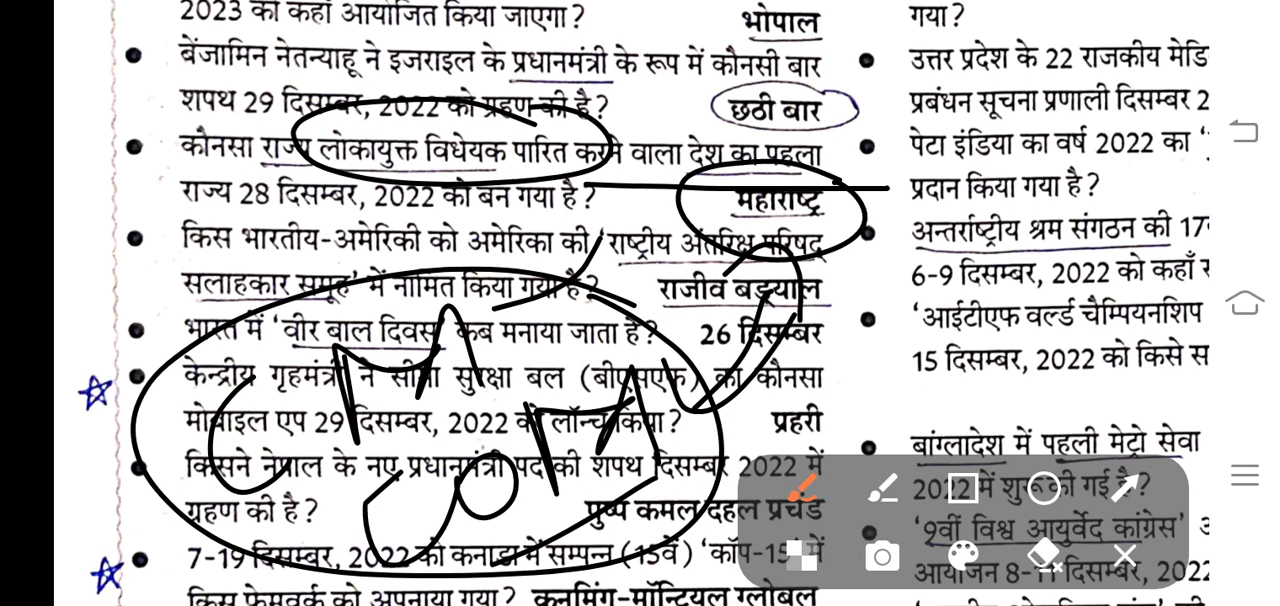 2023 को कहाँ आयोजित किया जाएगा? भोपाल
बेंजामिन नेतन्याहू ने इजराइल के प्रधानमंत्री के रूप में कौनसी बार
शपथ 29 दिसम्बर, 2022 को ग्रहण की है? छठी बार
कौनसा राज्य लोकायुक्त विधेयक पारित करने वाला देश का पहला
राज्य 28 दिसम्बर, 2022 को बन गया है? महाराष्ट्र
किस भारतीय-अमेरिकी को अमेरिका की 'राष्ट्रीय अंतरिक्ष परिषद्
सलाहकार समूह' में नामित किया गया है? राजीव बड्याल
भारत में 'वीर बाल दिवस' कब मनाया जाता है? 26 दिसम्बर
केन्द्रीय गृहमंत्री ने सीमा सुरक्षा बल (बीएसएफ) का कौनसा
मोबाइल एप 29 दिसम्बर, 2022 को लॉन्च किया? प्रहरी
किसने नेपाल के नए प्रधानमंत्री पद की शपथ दिसम्बर 2022 में
ग्रहण की है? पुष्प कमल दहल प्रचंड
7-19 दिसम्बर, 2022 को कनाडा में सम्पन्न (15वें) 'कॉप-15' में
किस फ्रेमवर्क को अपनाया गया? कुनमिंग-मॉन्ट्रियल ग्लोबल
गया?
उत्तर प्रदेश के 22 राजकीय मेडि
प्रबंधन सूचना प्रणाली दिसम्बर 2
पेटा इंडिया का वर्ष 2022 का '
प्रदान किया गया है?
अन्तर्राष्ट्रीय श्रम संगठन की 17
6-9 दिसम्बर, 2022 को कहाँ
'आईटीएफ वर्ल्ड चैम्पियनशिप
15 दिसम्बर, 2022 को किसे स
बांग्लादेश में पहली मेट्रो सेवा
2022 में शुरू की गई है?
'9वीं विश्व आयुर्वेद कांग्रेस'
आयोजन 8-11 दिसम्बर, 2022